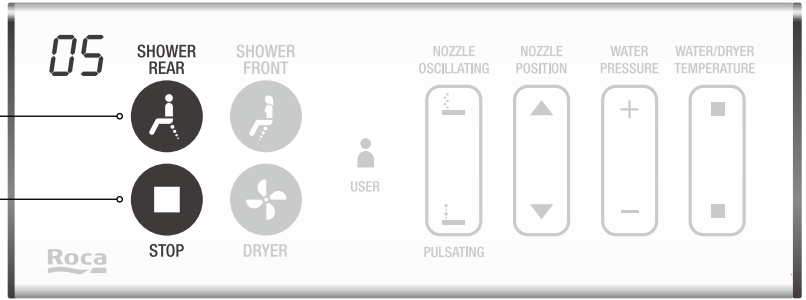 05
SHOWER
REAR
SHOWER
FRONT
NOZZLE
OSCILLATING
NOZZLE
POSITION
WATER
PRESSURE
WATER/DRYER
TEMPERATURE
USER
STOP
DRYER
PULSATING
Roca